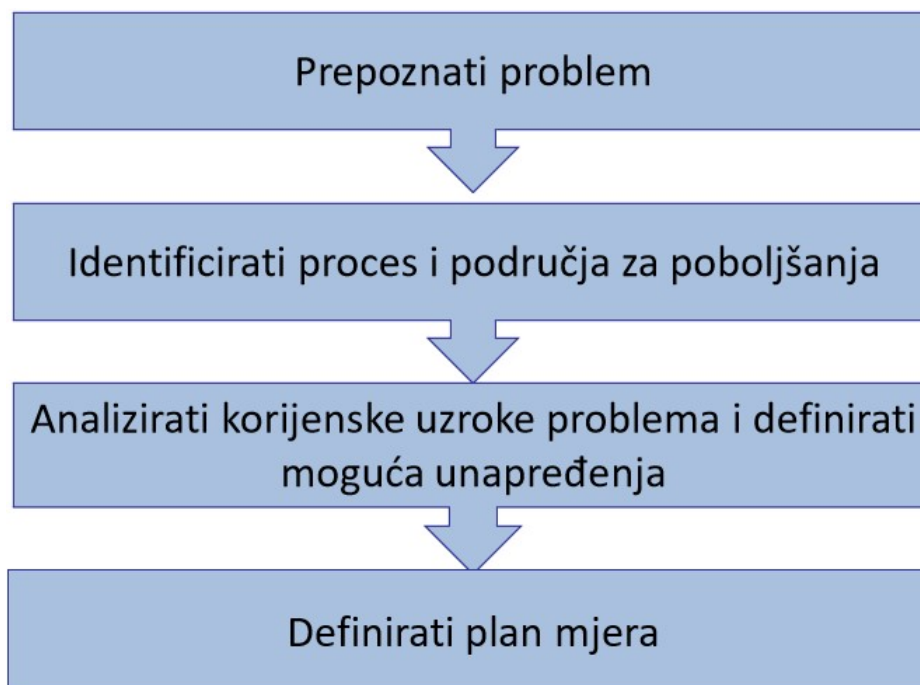 Prepoznati problem
Identificirati proces i područja za poboljšanja
Analizirati korijenske uzroke problema i definirati
moguća unapređenja
Definirati plan mjera